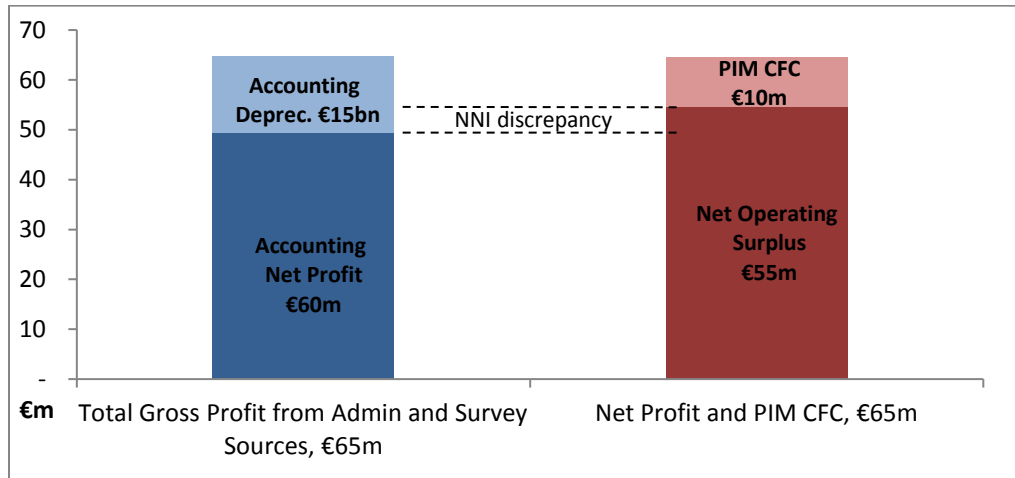 70
60
50
40
30
20
10
-
€m
Accounting
Deprec. €15bn
Accounting
Net Profit
€60m
NNI discrepancy
PIM CFC
€10m
Net Operating
Surplus
€55m
Total Gross Profit from Admin and Survey
Sources, €65m
Net Profit and PIM CFC, €65m